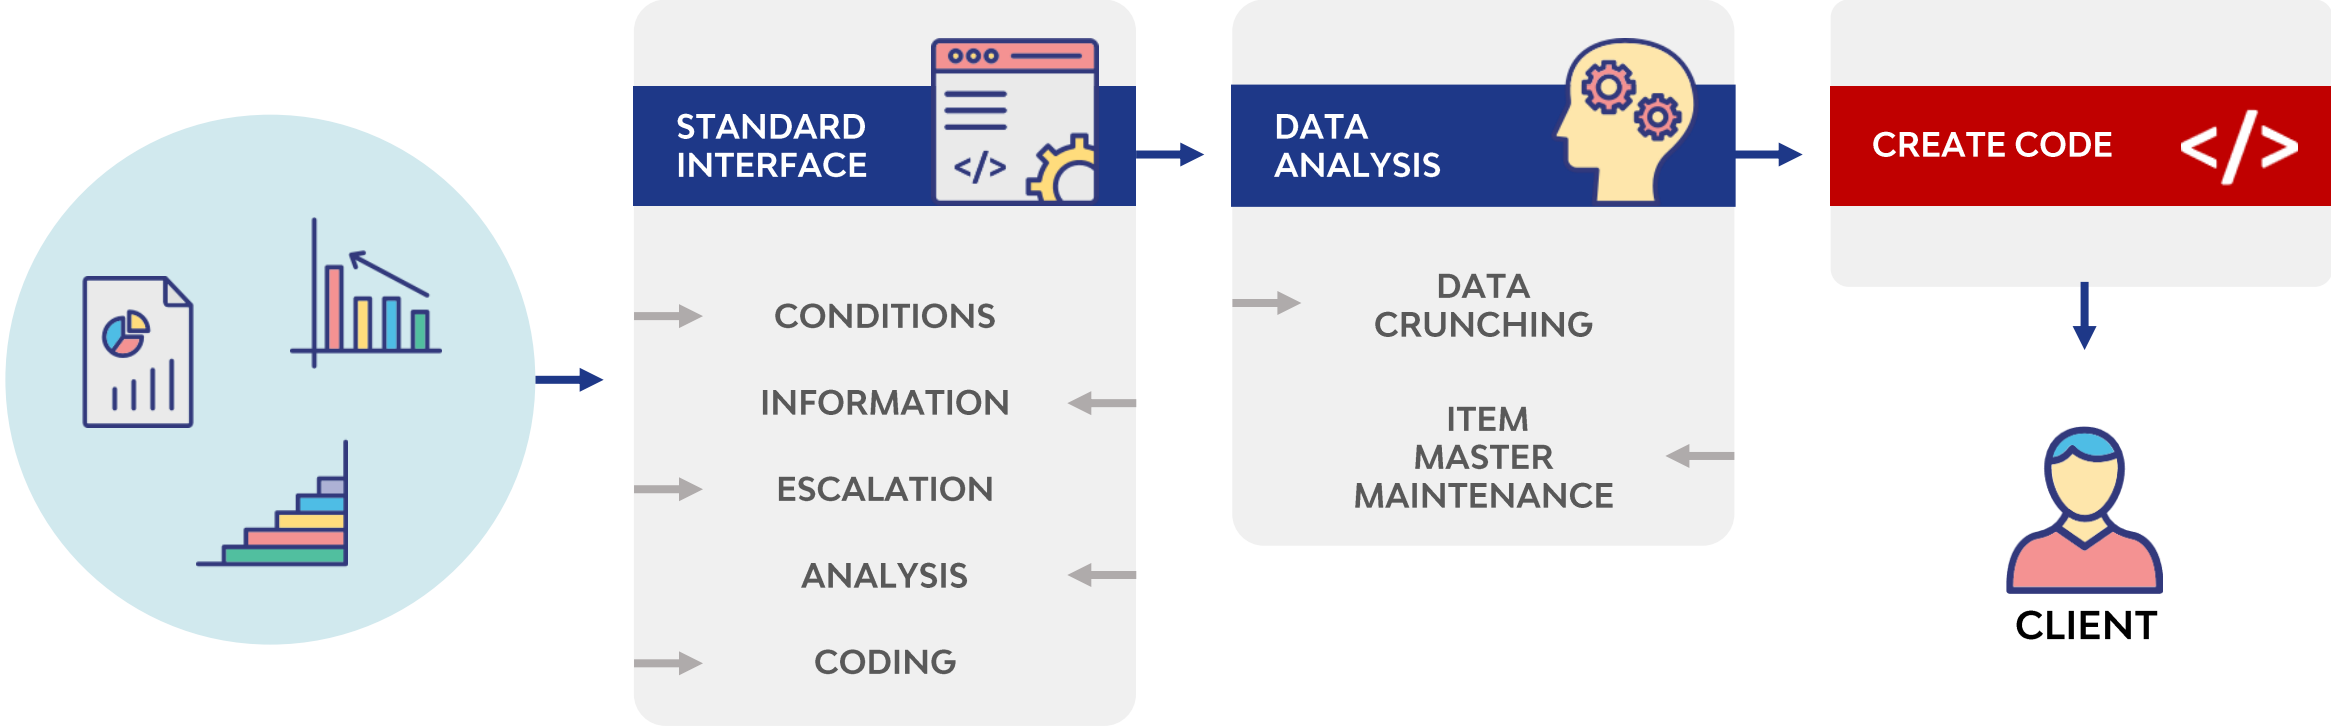 STANDARD
INTERFACE
</>
CONDITIONS
INFORMATION
ESCALATION
ANALYSIS
CODING
DATA
ANALYSIS
DATA
CRUNCHING
ITEM
MASTER
MAINTENANCE
CREATE CODE
</>
CLIENT